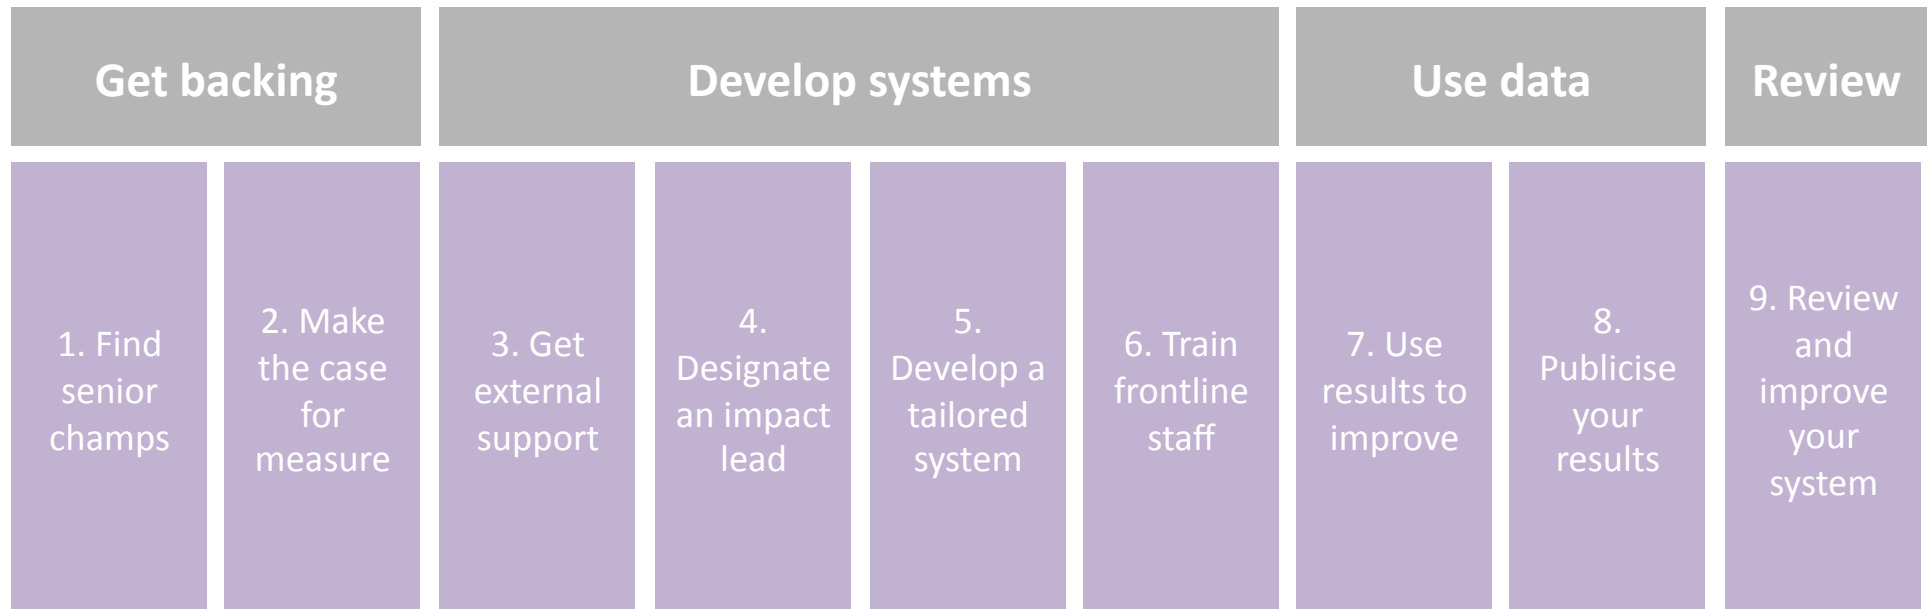 Get backing
Develop systems
Use data
Review
1. Find
senior
champs
2. Make
the case
for
measure
3. Get
external
support
4.
Designate
an impact
lead
5.
Develop a
tailored
system
6. Train
frontline
staff
7. Use
results to
improve
8.
Publicise
your
results
9. Review
and
improve
your
system